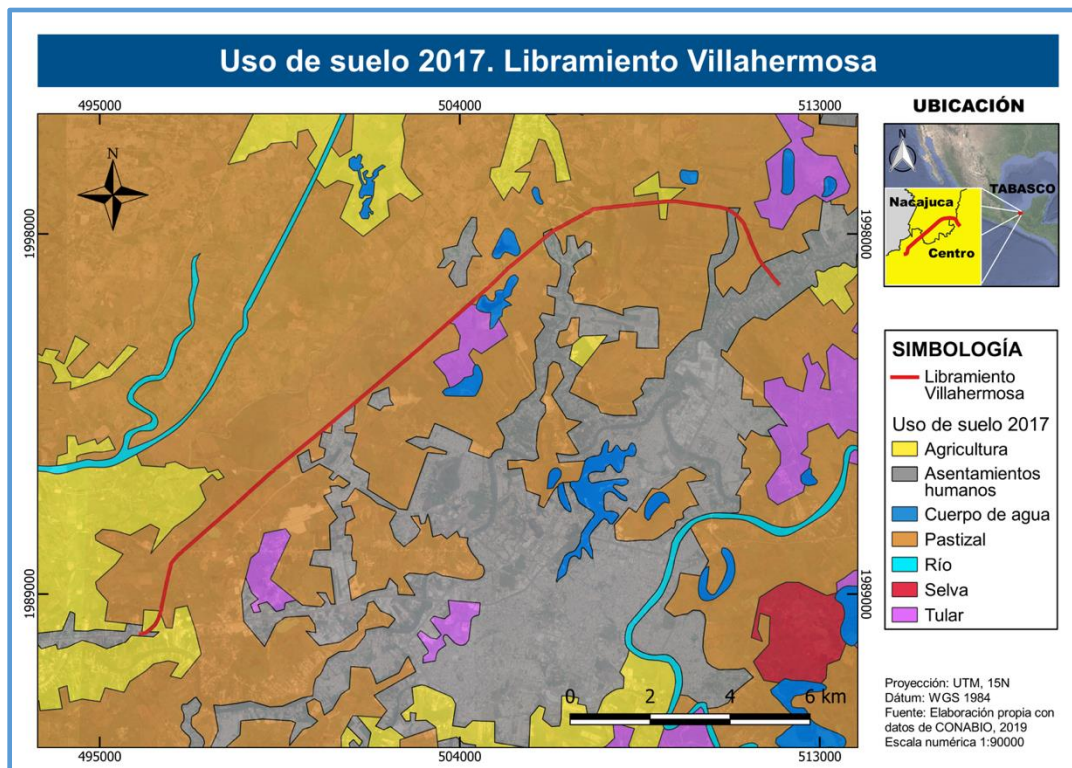 Uso de suelo 2017. Libramiento Villahermosa
495000
504000
513000
1998000
1998000
1989000
1989000
N
0 2 4 6 km
495000
504000
513000
UBICACIÓN
N
TABASCO
Nacajuca
Centro
SIMBOLOGÍA
Libramiento
Villahermosa
Uso de suelo 2017
Agricultura
Asentamientos
humanos
Cuerpo de agua
Pastizal
Río
Selva
Tular
Proyección: UTM, 15N
Dátum: WGS 1984
Fuente: Elaboración propia con
datos de CONABIO, 2019
Escala numérica 1:90000